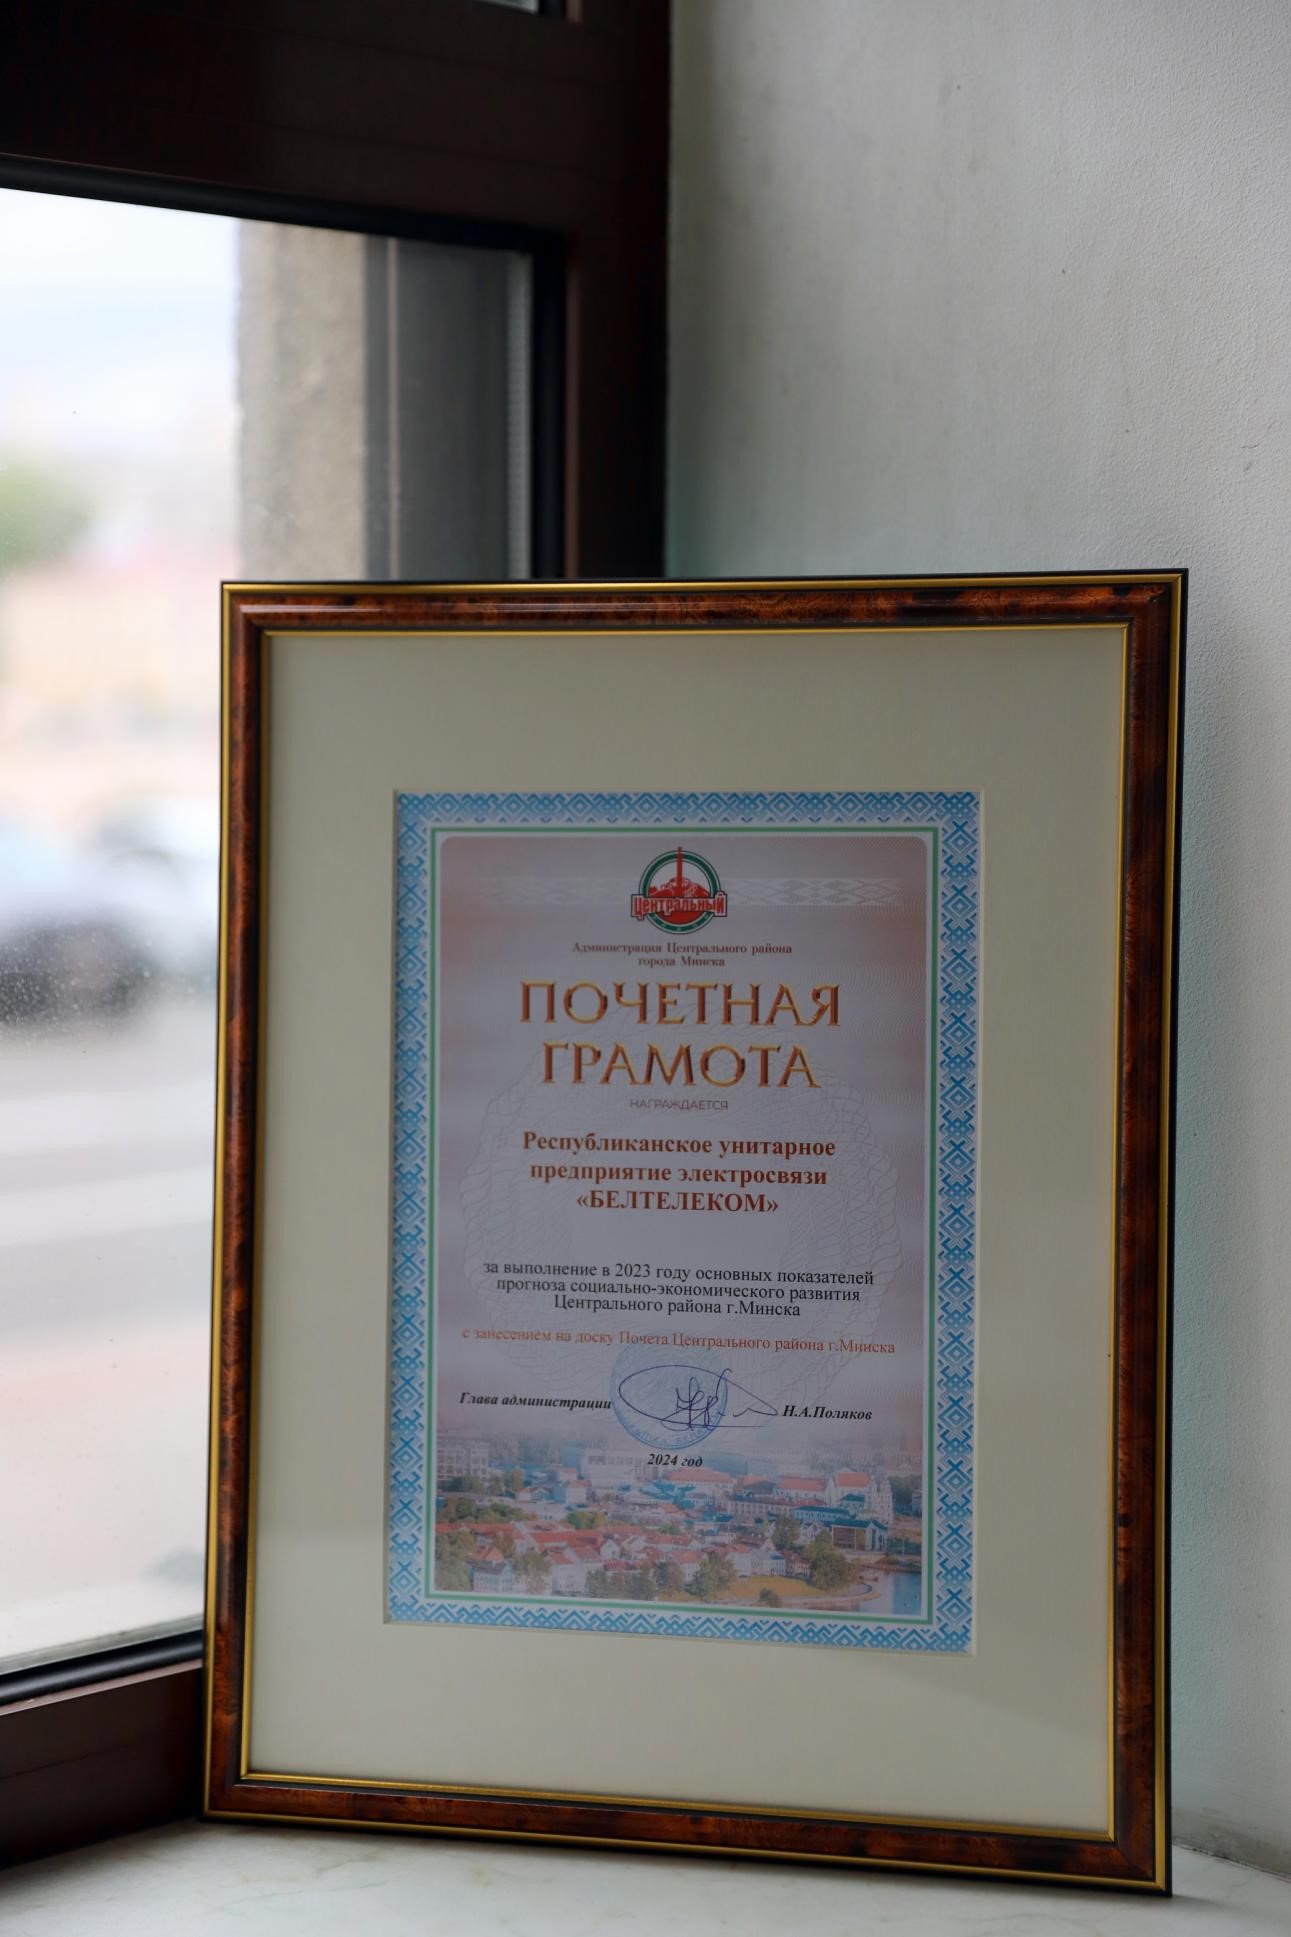 Центральный
Администрация Центрального района
города Минска
ПОЧЕТНАЯ
ГРАМОТА
НАГРАЖДАЕТСЯ
Республиканское унитарное
предприятие электросвязи
«БЕЛТЕЛЕКОМ»
за выполнение в 2023 году основных показателей
прогноза социально-экономического развития
Центрального района г.Минска
с занесением на доску Почета Центрального района г.Минска
Глава администрации Н.А.Поляков
2024 год